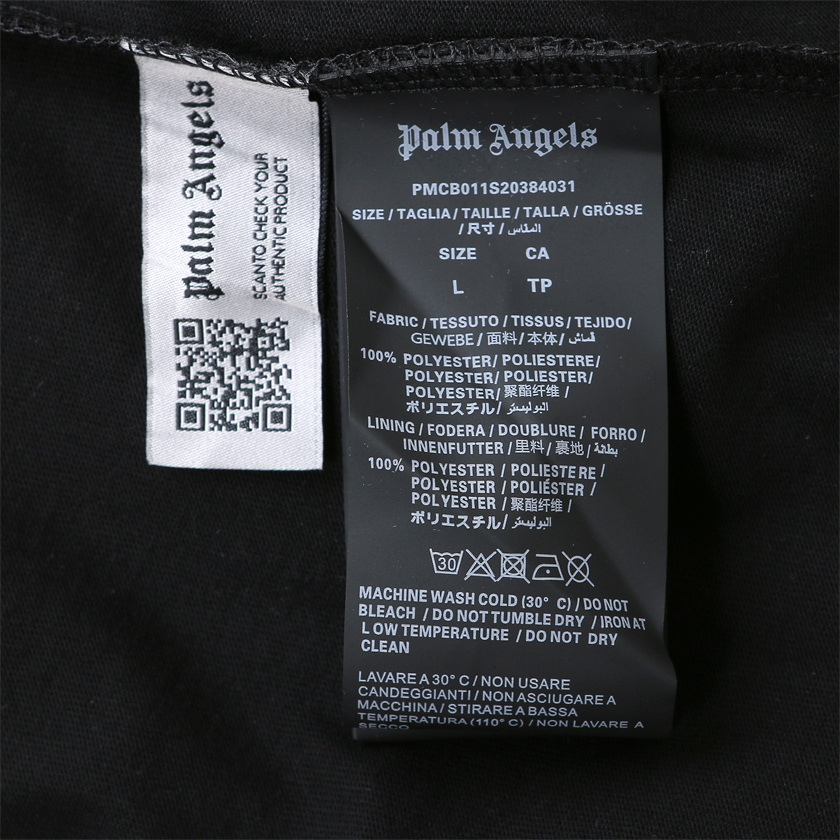 Palm Angels
SCAN TO CHECK YOUR
AUTHENTIC PRODUCT
Palm Angels
PMCB011S20384031
SIZE / TAGLIA / TAILLE / TALLA / GRÖSSE
/ 尺寸 / المقاس
SIZE CA
L TP
FABRIC / TESSUTO / TISSUS / TEJIDO /
GEWEBE / 面料 / 本体 / قماش
100% POLYESTER / POLIESTERE /
POLYESTER / POLIESTER /
POLYESTER / 聚酯纤维 /
ポリエスチル / البوليستر
LINING / FODERA / DOUBLURE / FORRO /
INNENFUTTER / 里料 / 裏地 / بطانة
100% POLYESTER / POLIESTERE /
POLYESTER / POLIÉSTER /
POLYESTER / 聚酯纤维 /
ポリエスチル / البوليستر
30
MACHINE WASH COLD (30° C) / DO NOT
BLEACH / DO NOT TUMBLE DRY / IRON AT
LOW TEMPERATURE / DO NOT DRY
CLEAN
LAVARE A 30° C / NON USARE
CANDEGGIANTI / NON ASCIUGARE A
MACCHINA / STIRARE A BASSA
TEMPERATURA (110° C) / NON LAVARE A
SECCO